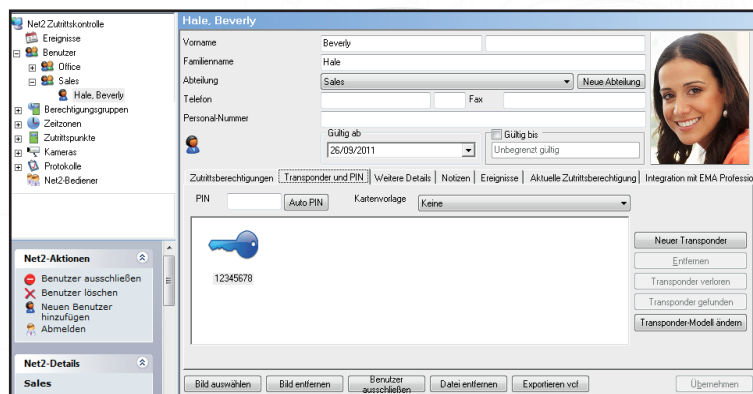 Net2 Zutrittskontrolle
Ereignisse
Benutzer
Office
Sales
Hale, Beverly
Berechtigungsgruppen
Zeitzonen
Zutrittspunkte
Kameras
Protokolle
Net2-Bediener
Net2-Aktionen
Benutzer ausschließen
Benutzer löschen
Neuen Benutzer
hinzufügen
Abmelden
Net2-Details
Sales
Hale, Beverly
Vorname Beverly
Familienname Hale
Abteilung Sales Neue Abteilung
Telefon Fax
Personal-Nummer
Gültig ab Gültig bis
26/09/2011 Unbegrenzt gültig
Zutrittsberechtigungen Transponder und PIN Weitere Details Notizen Ereignisse Aktuelle Zutrittsberechtigung Integration mit EMA Professio
PIN Auto PIN Kartenvorlage Keine
12345678
Neuer Transponder
Entfernen
Transponder verloren
Transponder gefunden
Transponder-Modell ändern
Bild auswählen Bild entfernen Benutzer ausschließen Datei entfernen Exportieren vcf Übernehmen